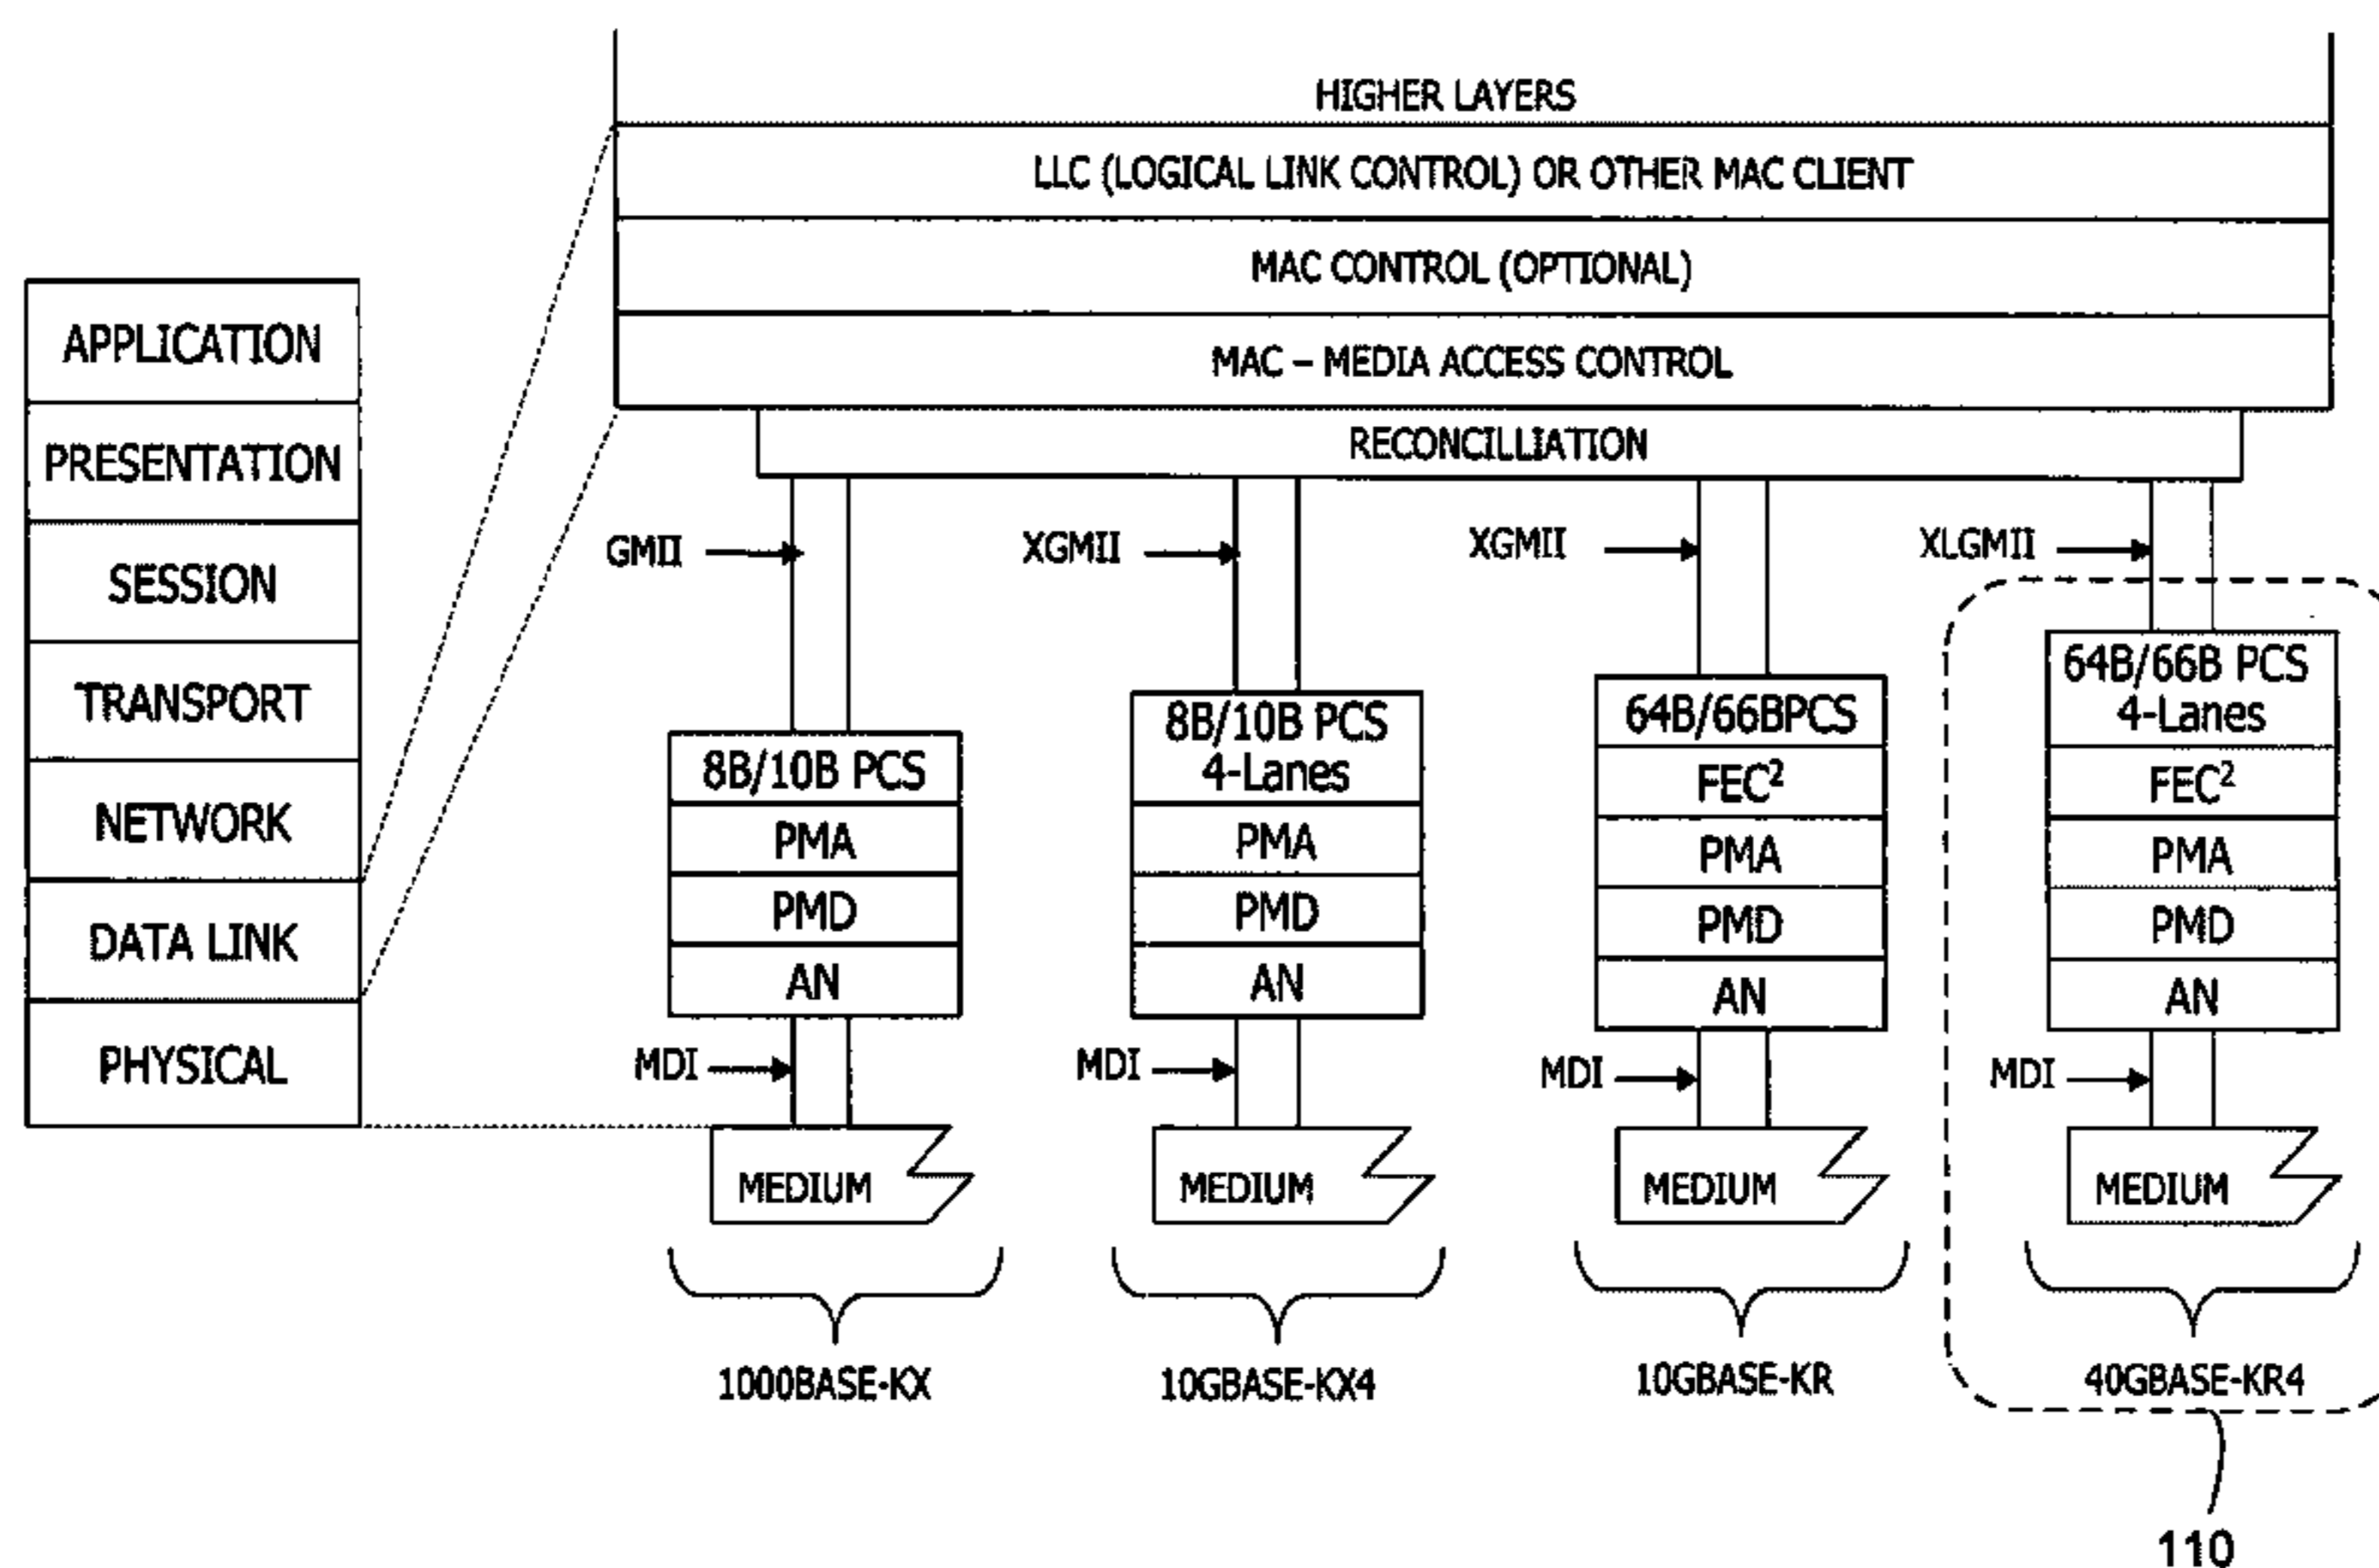 HIGHER LAYERS
LLC (LOGICAL LINK CONTROL) OR OTHER MAC CLIENT
MAC CONTROL (OPTIONAL)
MAC – MEDIA ACCESS CONTROL
RECONCILLIATION
APPLICATION
PRESENTATION
SESSION
TRANSPORT
NETWORK
DATA LINK
PHYSICAL
GMII
8B/10B PCS
PMA
PMD
AN
MDI
MEDIUM
1000BASE-KX
XGMII
8B/10B PCS
4-Lanes
PMA
PMD
AN
MDI
MEDIUM
10GBASE-KX4
XGMII
64B/66BPCS
FEC²
PMA
PMD
AN
MDI
MEDIUM
10GBASE-KR
XLGMII
64B/66B PCS
4-Lanes
FEC²
PMA
PMD
AN
MDI
MEDIUM
40GBASE-KR4
110